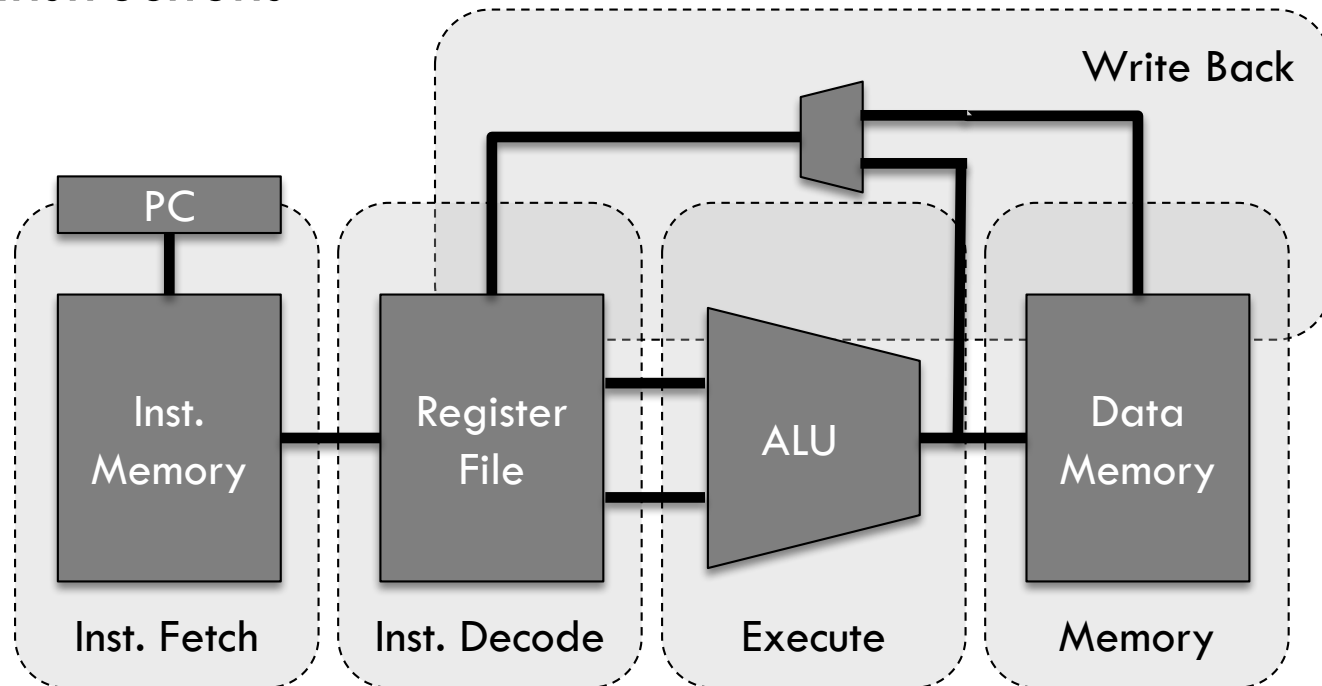 Write Back
PC
Inst.
Memory
Register
File
ALU
Data
Memory
Inst. Fetch
Inst. Decode
Execute
Memory